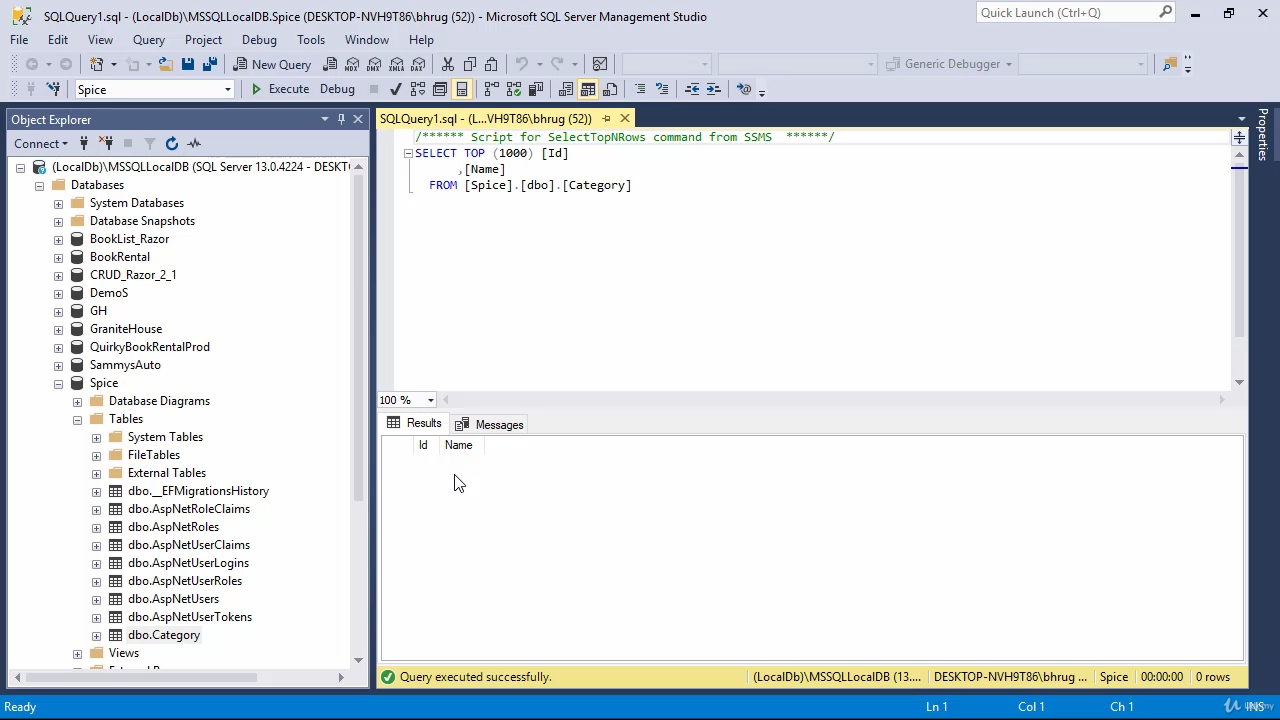 SQLQuery1.sql - (LocalDb)\MSSQLLocalDB.Spice (DESKTOP-NVH9T86\bhrug (52)) - Microsoft SQL Server Management Studio
Quick Launch (Ctrl+Q)
File Edit View Query Project Debug Tools Window Help
New Query MDX DMX XMLA DAX Generic Debugger
Spice Execute Debug
Object Explorer
SQLQuery1.sql - (L...VH9T86\bhrug (52))
Properties
Connect
(LocalDb)\MSSQLLocalDB (SQL Server 13.0.4224 - DESKT
Databases
System Databases
Database Snapshots
BookList_Razor
BookRental
CRUD_Razor_2_1
DemoS
GH
GraniteHouse
QuirkyBookRentalProd
SammysAuto
Spice
Database Diagrams
Tables
System Tables
FileTables
External Tables
dbo.__EFMigrationsHistory
dbo.AspNetRoleClaims
dbo.AspNetRoles
dbo.AspNetUserClaims
dbo.AspNetUserLogins
dbo.AspNetUserRoles
dbo.AspNetUsers
dbo.AspNetUserTokens
dbo.Category
Views
/****** Script for SelectTopNRows command from SSMS ******/
SELECT TOP (1000) [Id]
,[Name]
FROM [Spice].[dbo].[Category]
100 %
Results Messages
Id Name
Query executed successfully. (LocalDb)\MSSQLLocalDB (13.... DESKTOP-NVH9T86\bhrug ... Spice 00:00:00 0 rows
Ready Ln 1 Col 1 Ch 1 INS